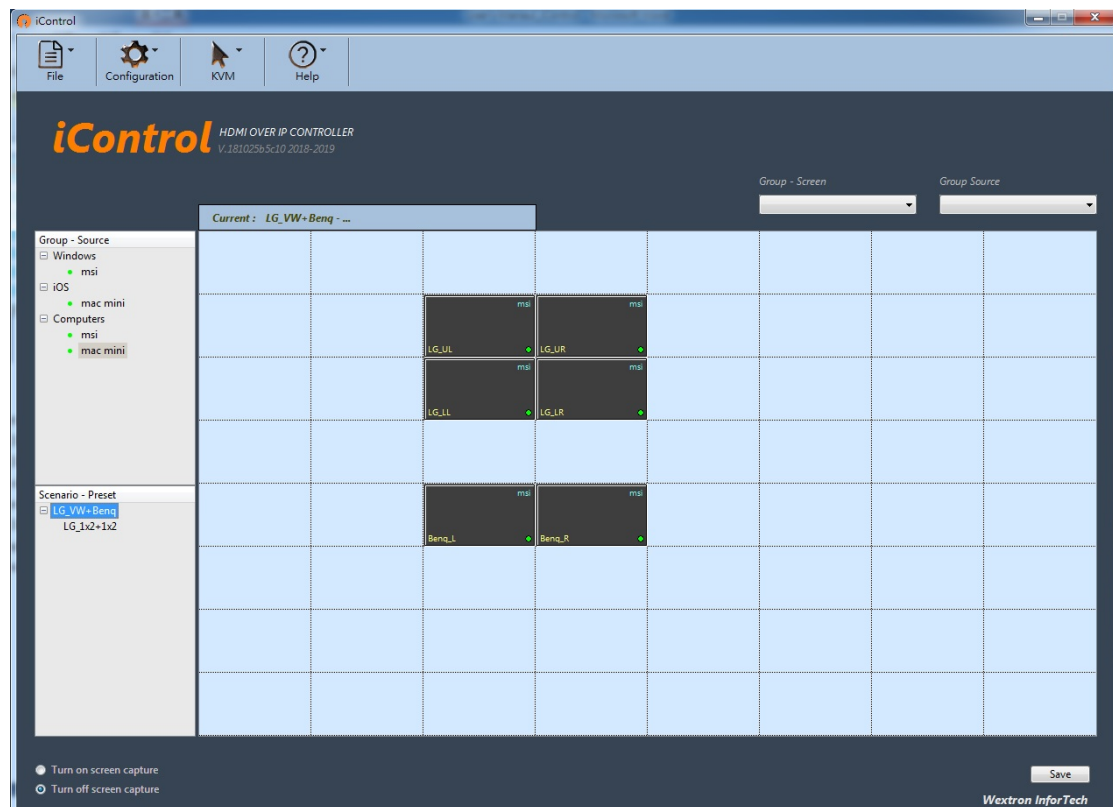 iControl
File
Configuration
KVM
Help
iControl
HDMI OVER IP CONTROLLER
V.181025b5c10 2018-2019
Group - Screen
Group Source
Current : LG_VW+Benq - ...
Group - Source
Windows
msi
iOS
mac mini
Computers
msi
mac mini
Scenario - Preset
LG_VW+Benq
LG_1x2+1x2
msi
LG_UL
msi
LG_UR
msi
LG_LL
msi
LG_LR
msi
Benq_L
msi
Benq_R
Turn on screen capture
Turn off screen capture
Save
Wextron InforTech